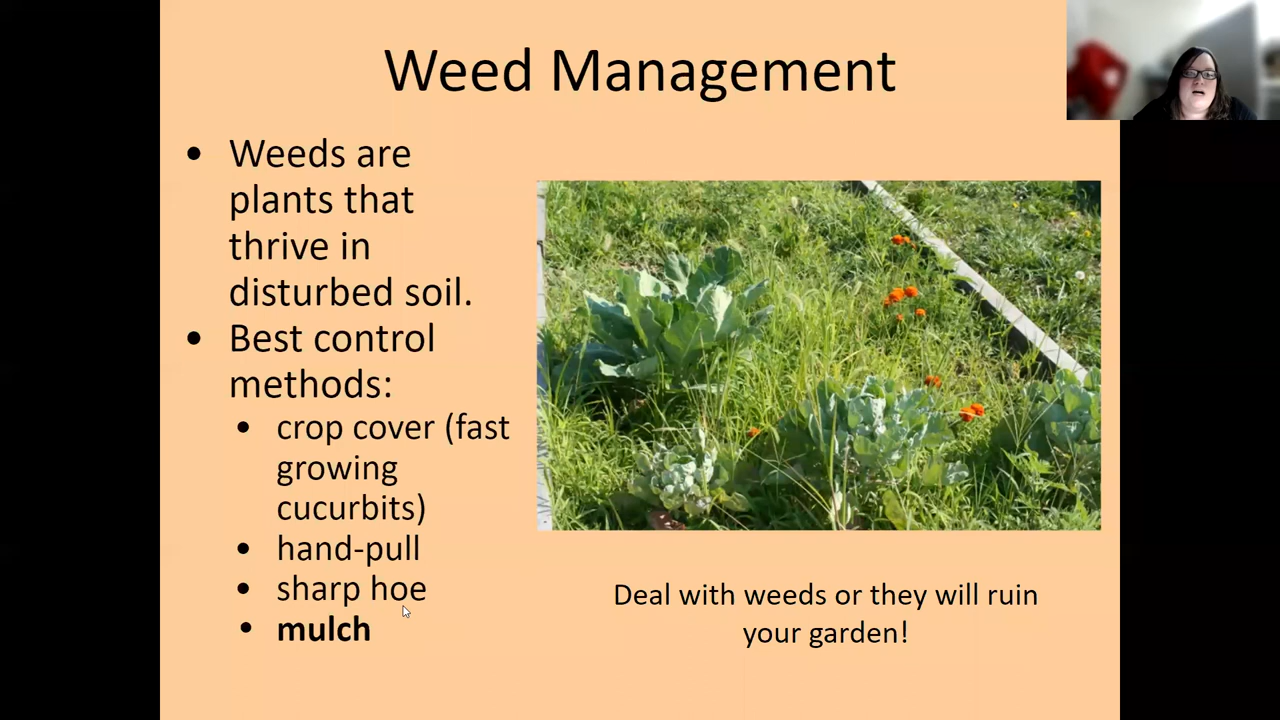 Weed Management
• Weeds are
plants that
thrive in
disturbed soil.
• Best control
methods:
• crop cover (fast
growing
cucurbits)
• hand-pull
• sharp hoe
• mulch
Deal with weeds or they will ruin
your garden!